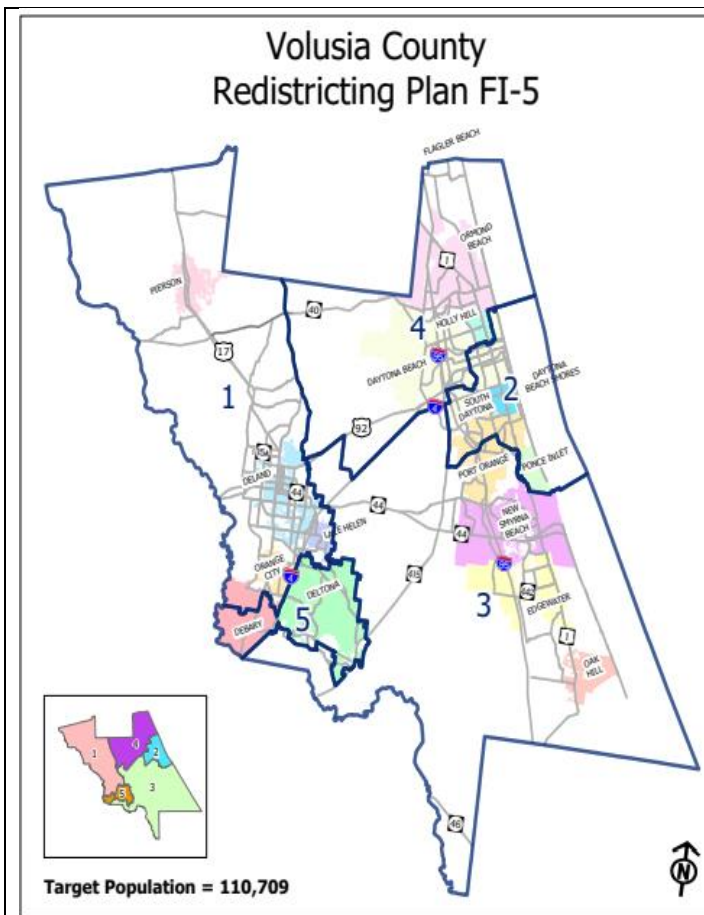 Volusia County
Redistricting Plan FI-5
FLAGLER BEACH
ORMOND
BEACH
1
PIERSON
40
HOLLY HILL
4
17
95
DAYTONA BEACH
DAYTONA
BEACH SHORES
2
1
SOUTH
DAYTONA
4
92
15A
PORT ORANGE
PONCE INLET
DELAND
44
44
NEW
SMYRNA
BEACH
LAKE HELEN
44
ORANGE
CITY
4
95
415
DELTONA
442
EDGEWATER
3
5
DEBARY
1
OAK
HILL
1
4
2
3
5
46
N
Target Population = 110,709